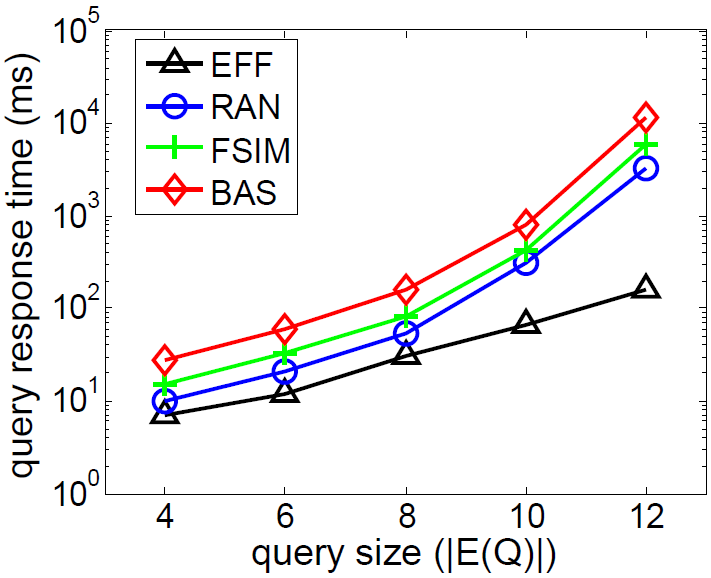 query response time (ms)
10^5
10^4
10^3
10^2
10^1
10^0
EFF
RAN
FSIM
BAS
4 6 8 10 12
query size (|E(Q)|)